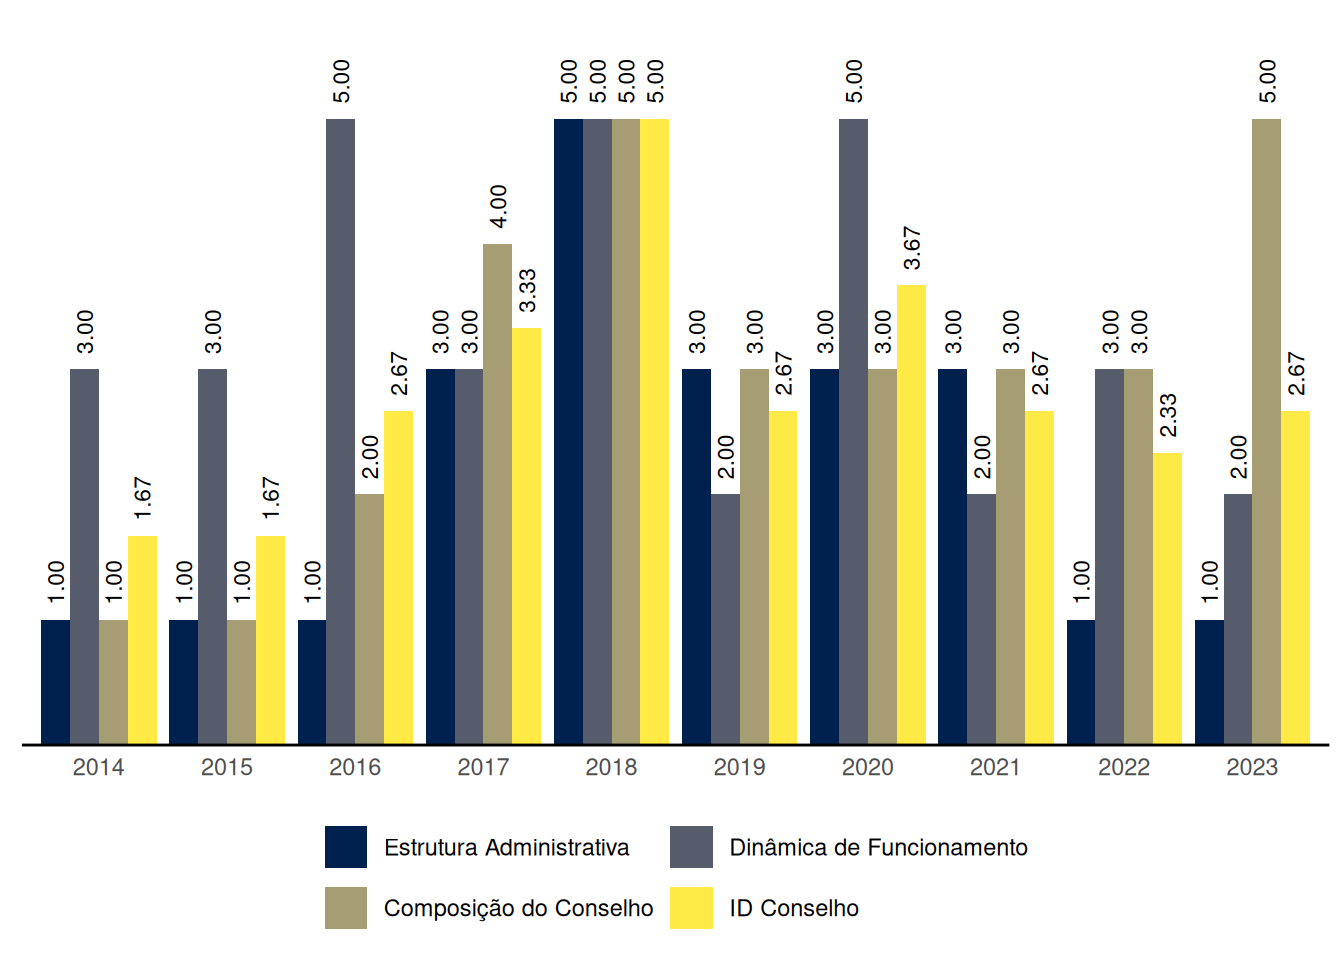 5.00 5.00 5.00 5.00 5.00 5.00 5.00
4.00
3.67
3.33
3.00 3.00 3.00 3.00 3.00 3.00 3.00 3.00 3.00 3.00 3.00 3.00
2.67 2.67 2.67 2.67
2.33
2.00 2.00 2.00 2.00
1.67 1.67
1.00 1.00 1.00 1.00 1.00 1.00 1.00
2014 2015 2016 2017 2018 2019 2020 2021 2022 2023
Estrutura Administrativa Dinâmica de Funcionamento
Composição do Conselho ID Conselho